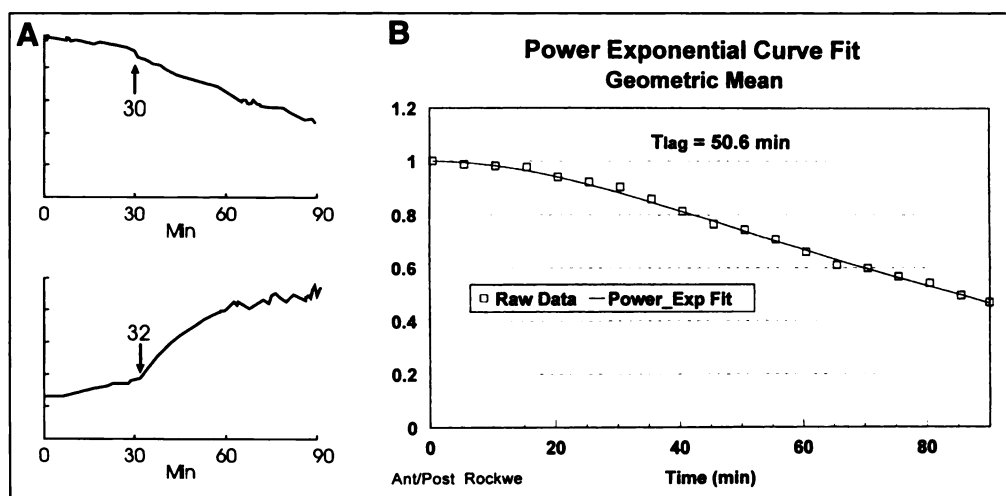 A
30
0 30 60 90
Min
32
0 30 60 90
Min
B
Power Exponential Curve Fit
Geometric Mean
1.2
Tlag = 50.6 min
1
0.8
0.6
Raw Data Power_Exp Fit
0.4
0.2
0
0 20 40 60 80
Ant/Post Rockwe Time (min)